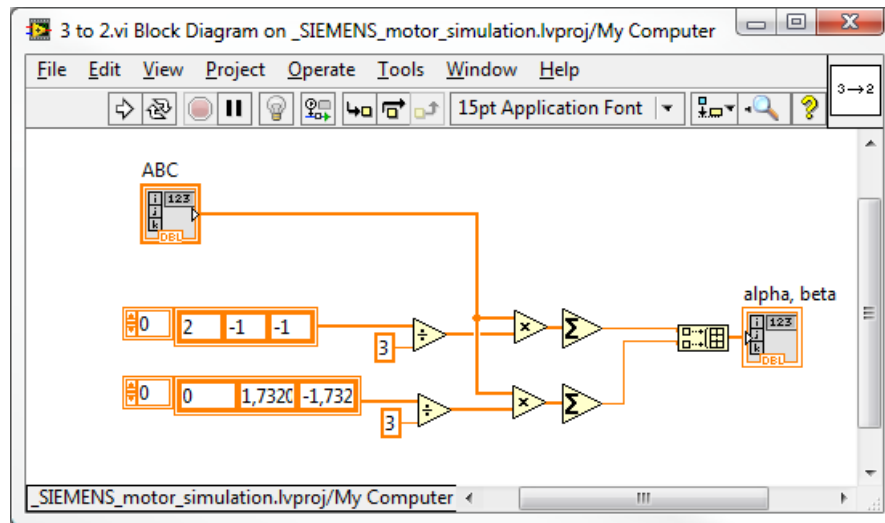 3 to 2.vi Block Diagram on _SIEMENS_motor_simulation.lvproj/My Computer
File Edit View Project Operate Tools Window Help
15pt Application Font
3→2
ABC
i 123
j
k
DBL
alpha, beta
0 2 -1 -1
÷
×
Σ
i 123
j
k
DBL
3
0 0 1,7320 -1,732
÷
×
Σ
3
_SIEMENS_motor_simulation.lvproj/My Computer